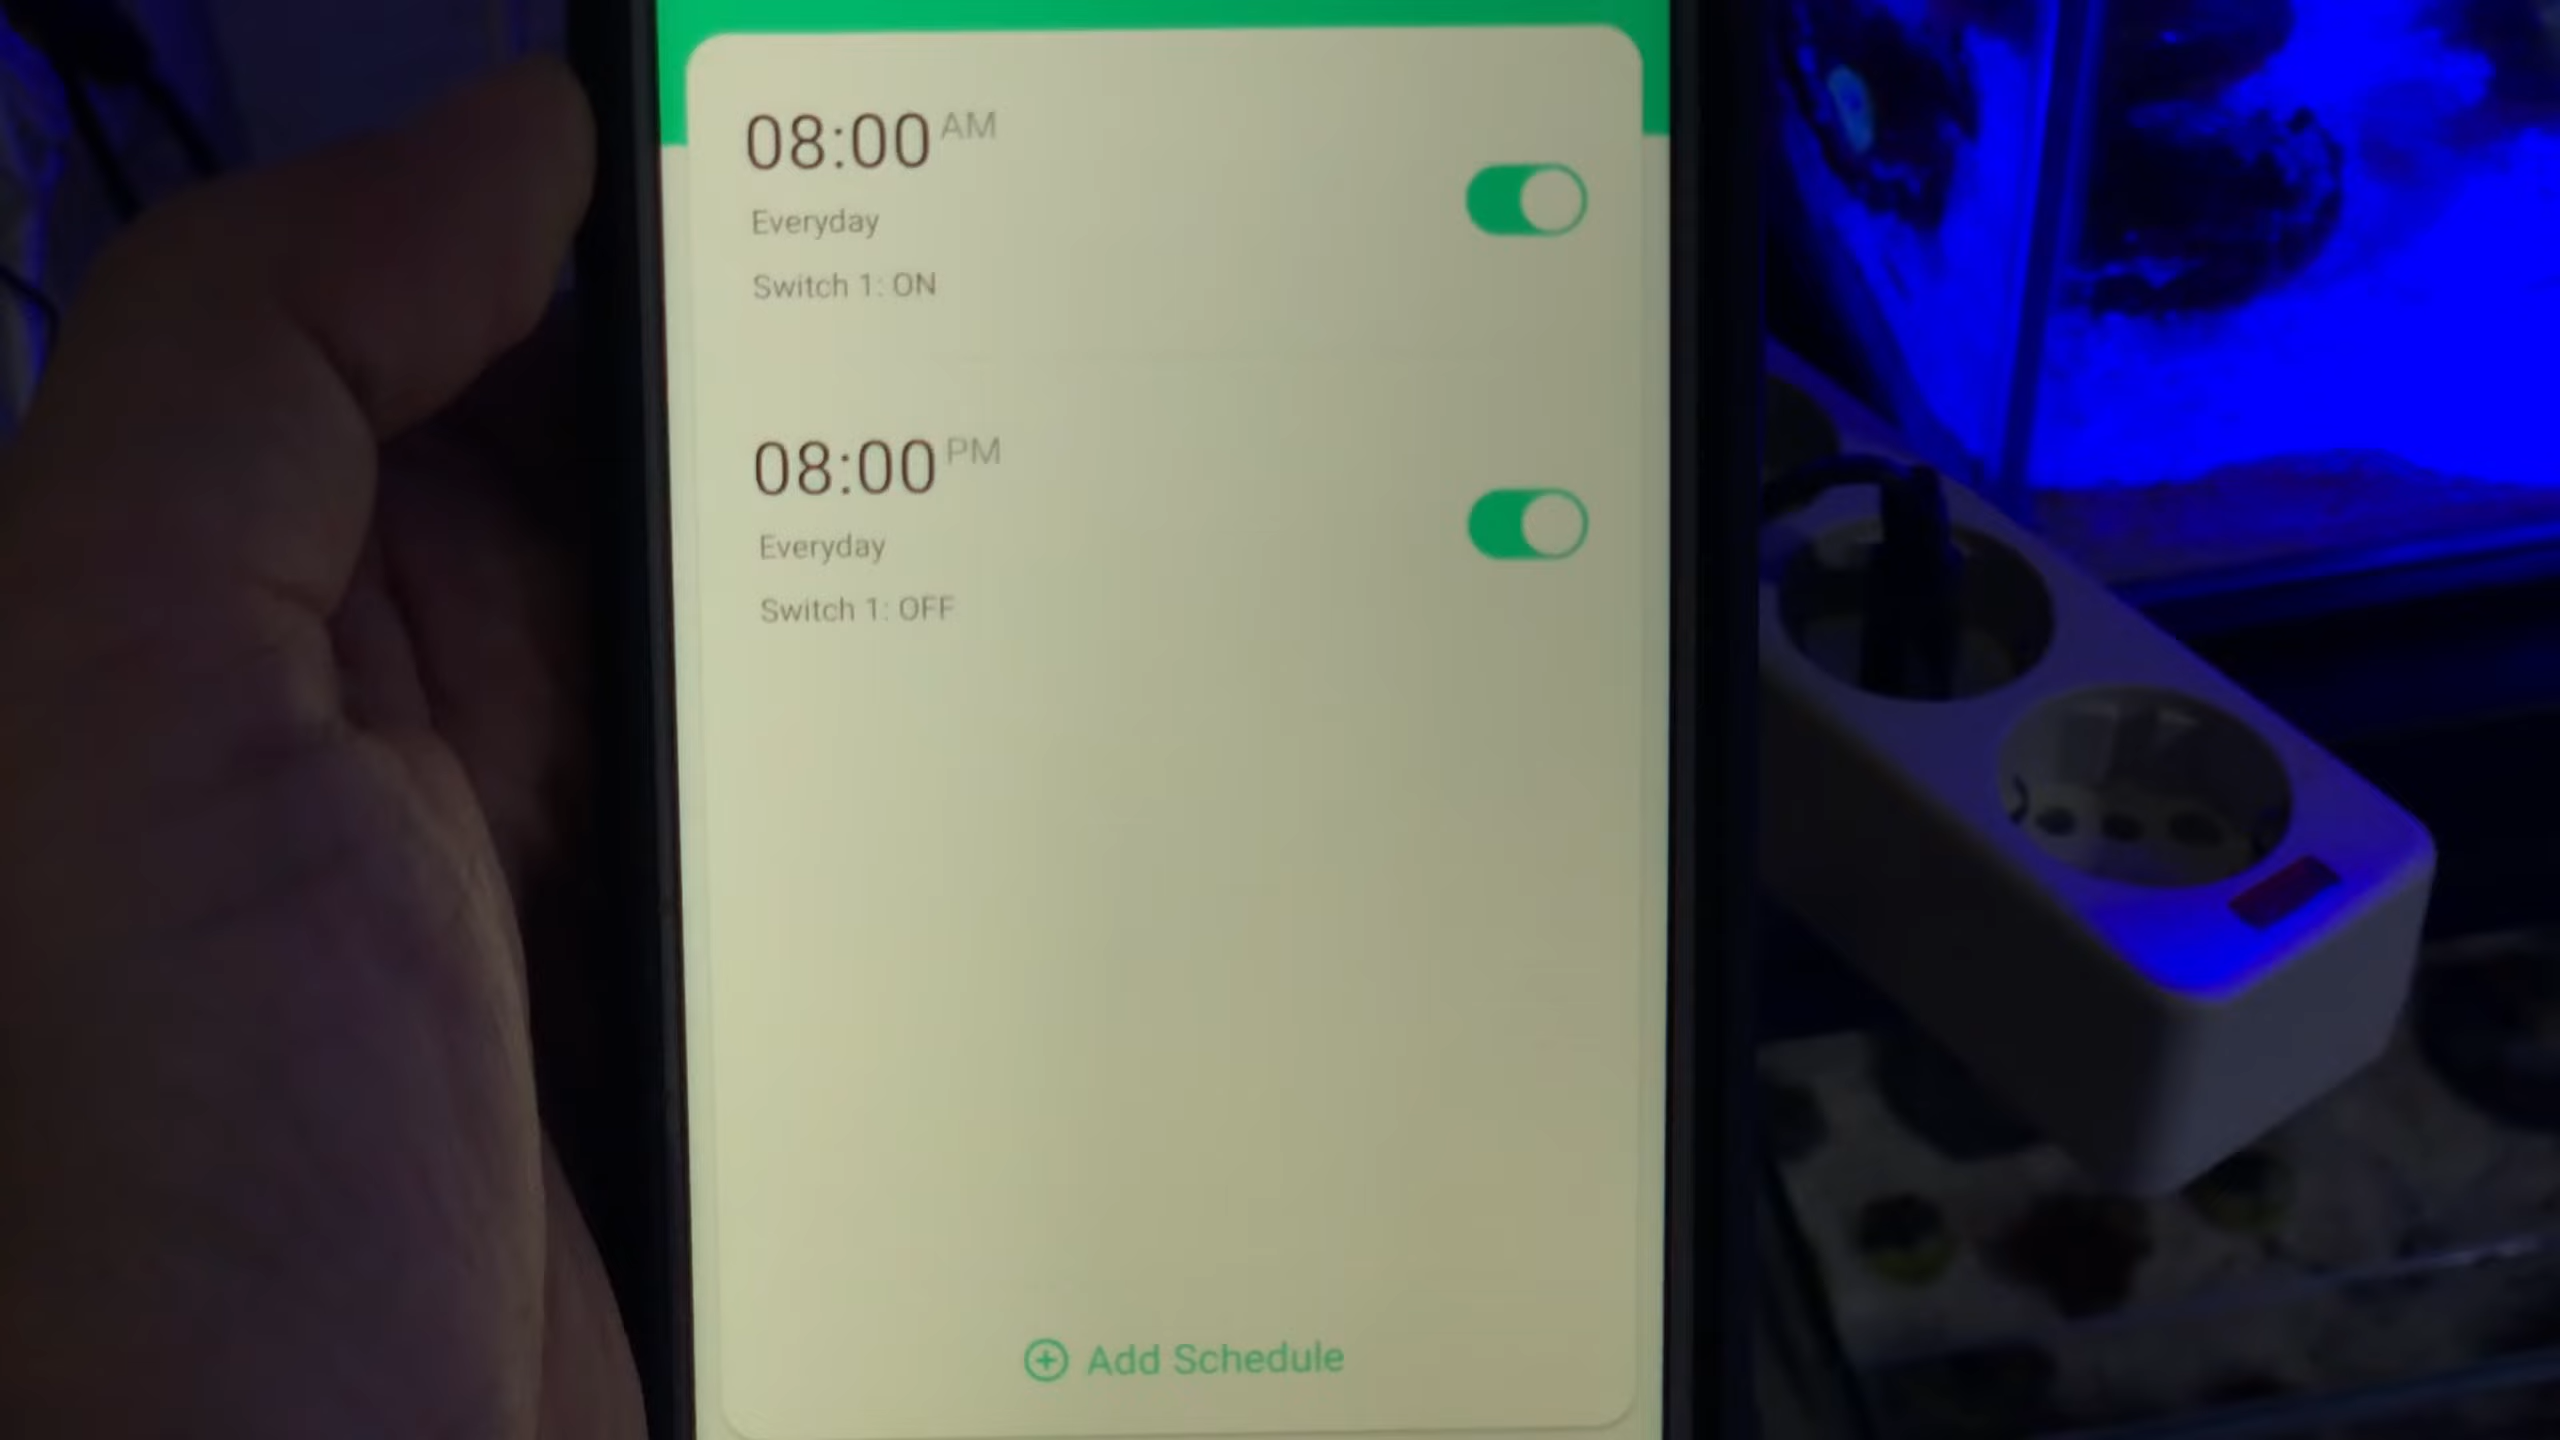 08:00 AM
Everyday
Switch 1: ON
08:00 PM
Everyday
Switch 1: OFF
Add Schedule